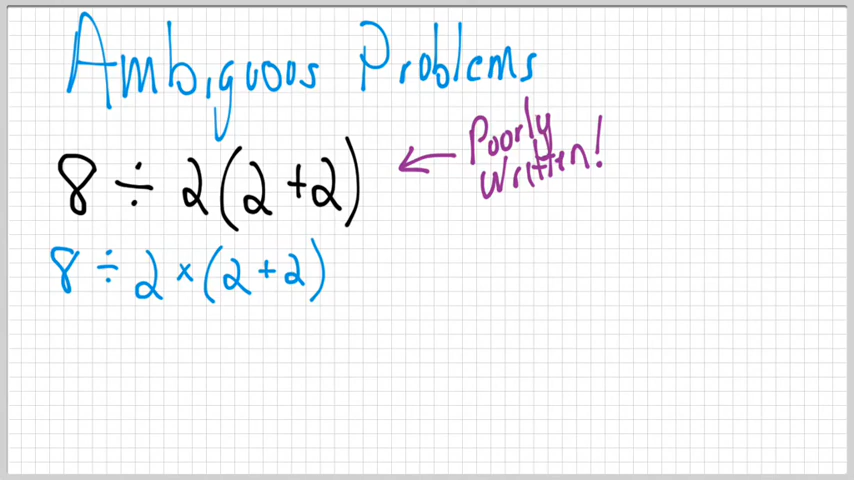 Ambiguous Problems
8 ÷ 2(2+2)
Poorly
Written!
8 ÷ 2 × (2 + 2)